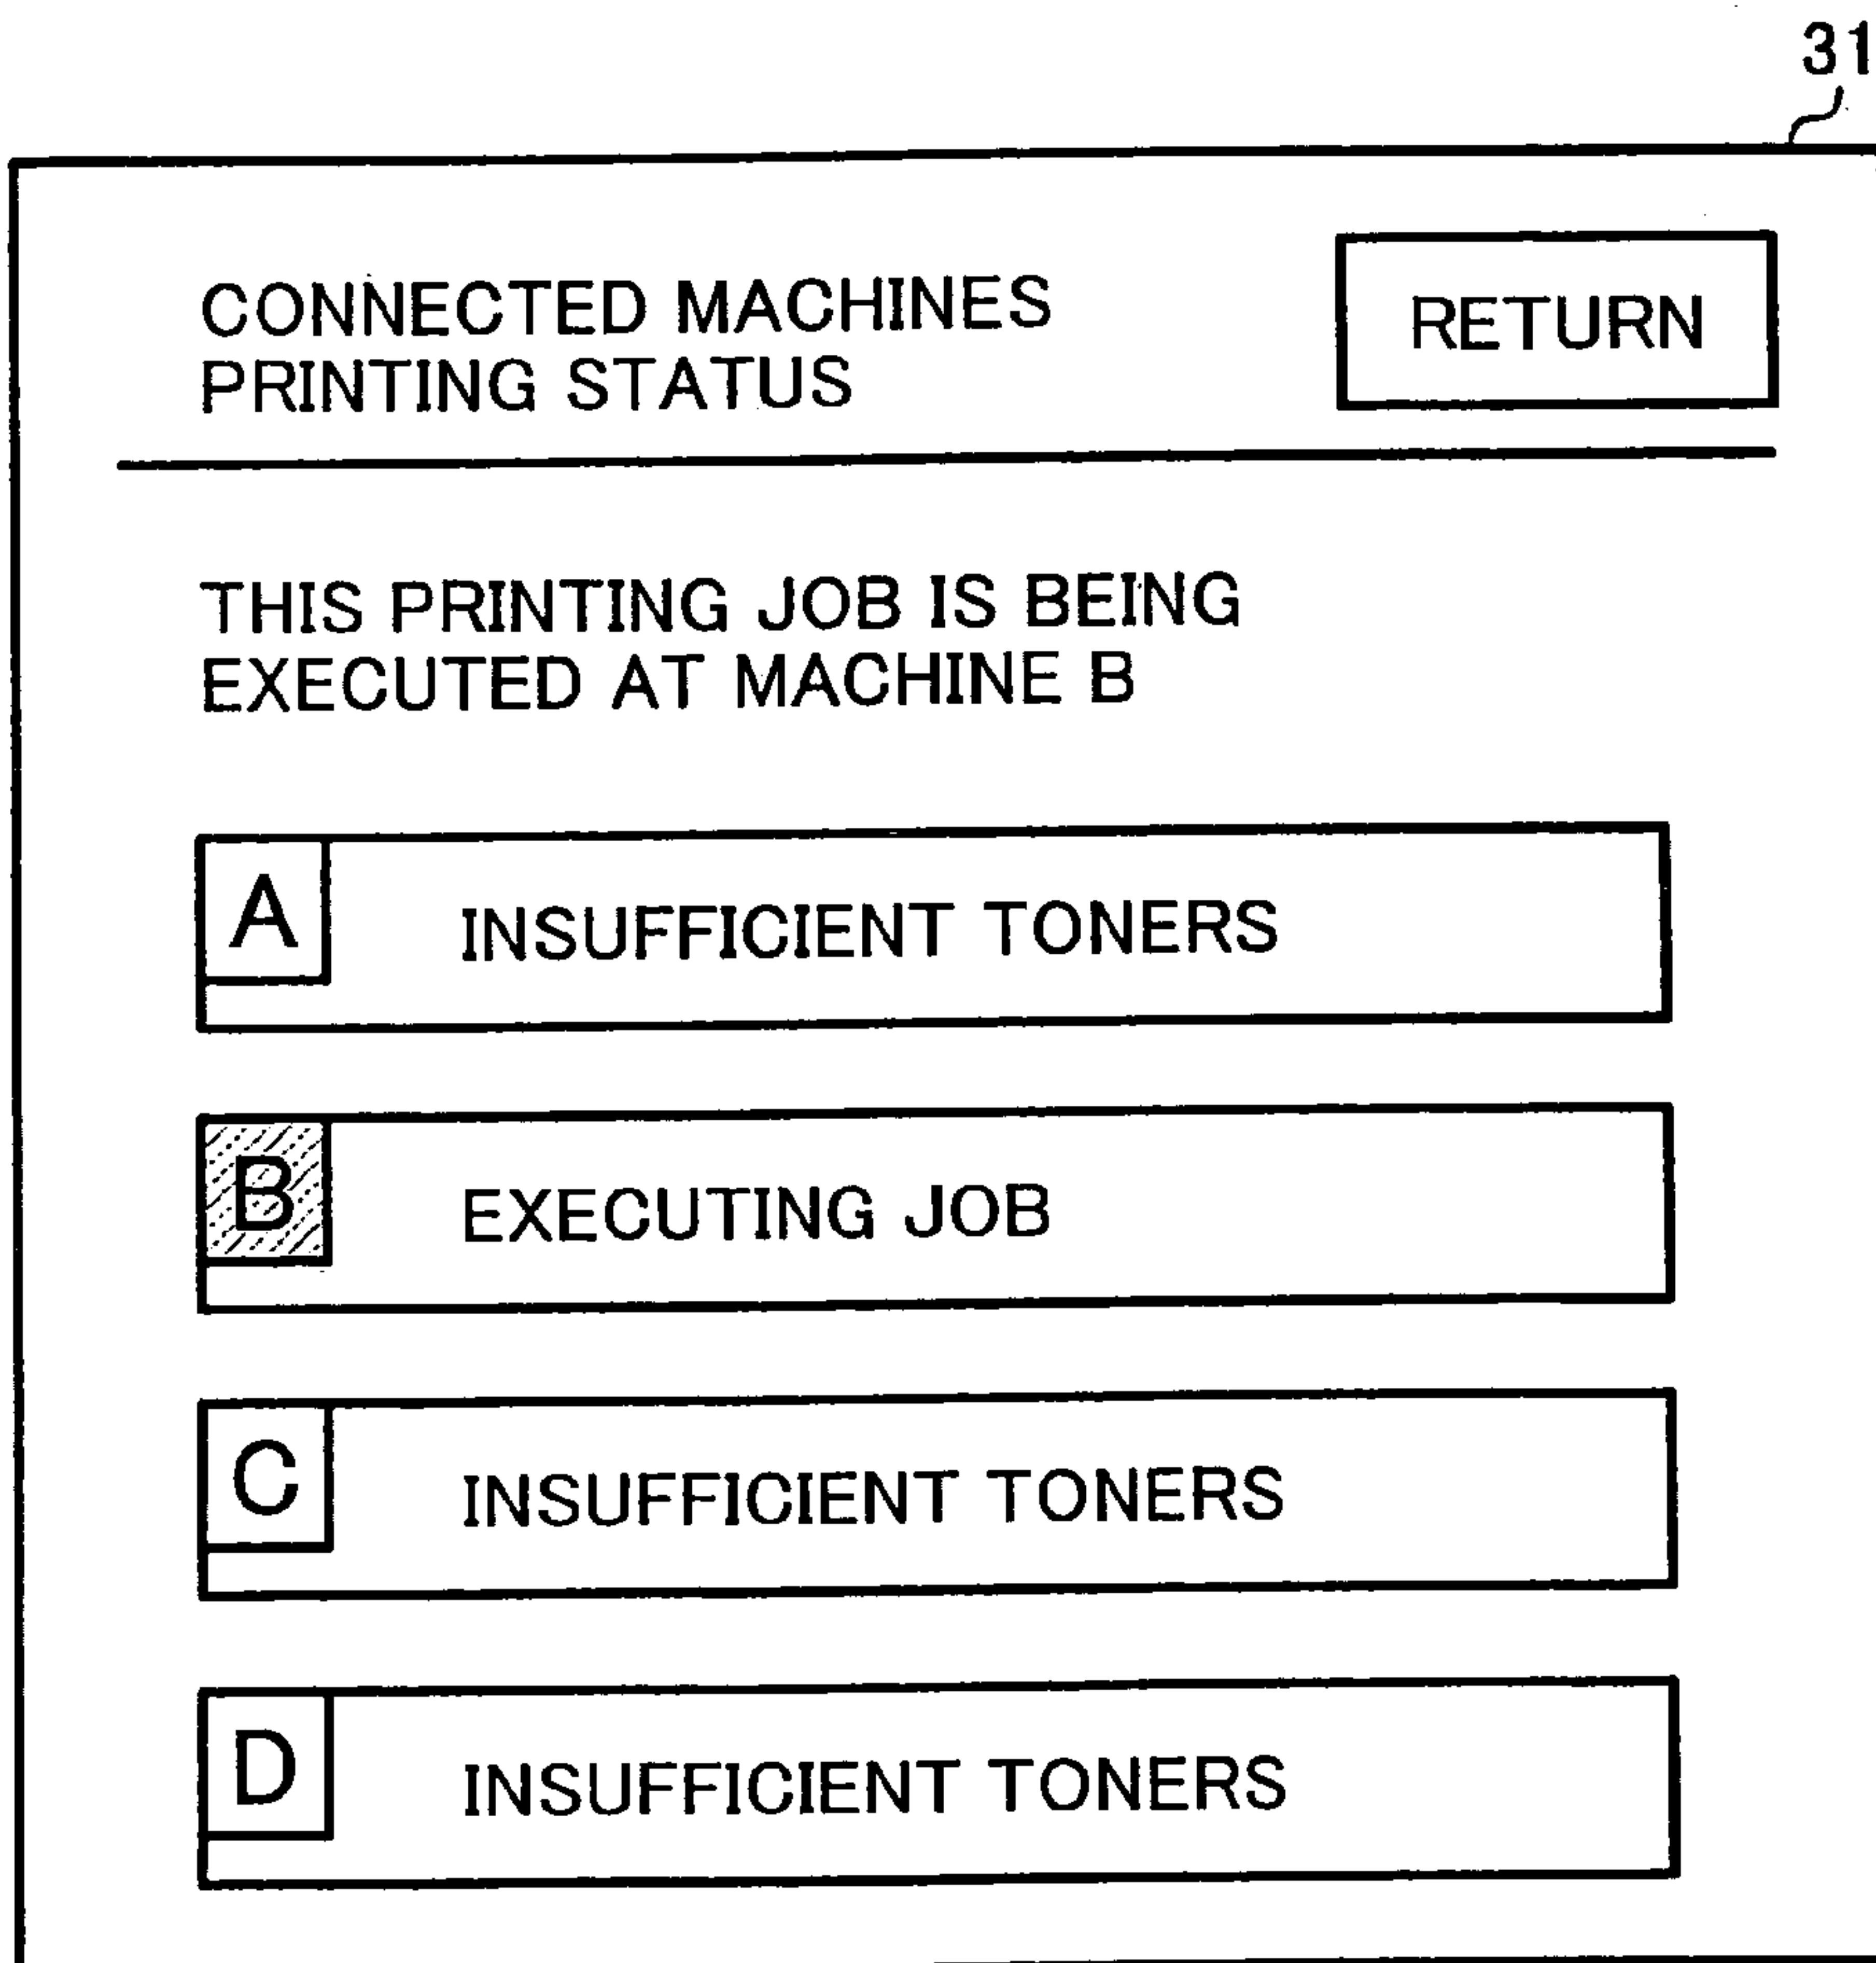 31
CONNECTED MACHINES
PRINTING STATUS
RETURN
THIS PRINTING JOB IS BEING
EXECUTED AT MACHINE B
A
INSUFFICIENT TONERS
B
EXECUTING JOB
C
INSUFFICIENT TONERS
D
INSUFFICIENT TONERS